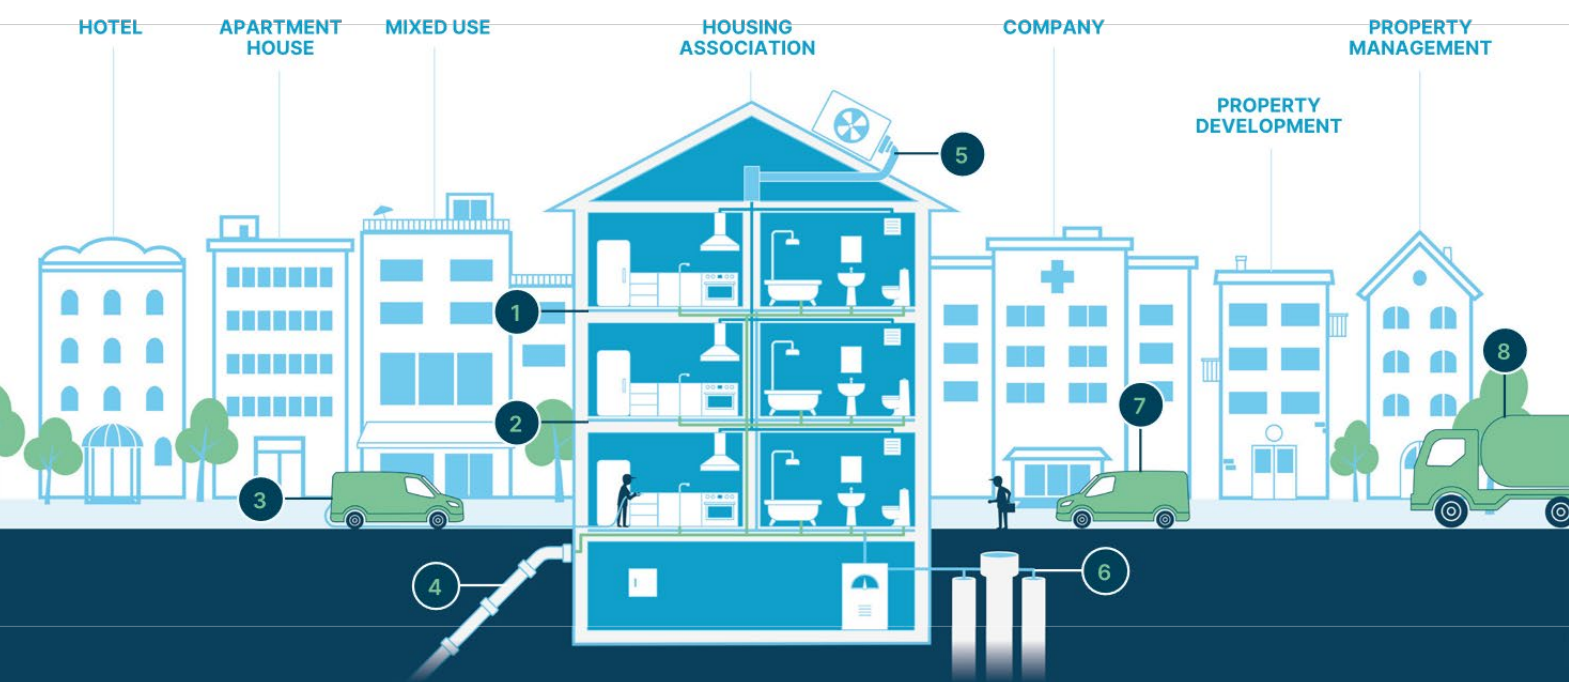 HOTEL
APARTMENT
HOUSE
MIXED USE
HOUSING
ASSOCIATION
COMPANY
PROPERTY
MANAGEMENT
PROPERTY
DEVELOPMENT
5
1
8
7
2
3
4
6